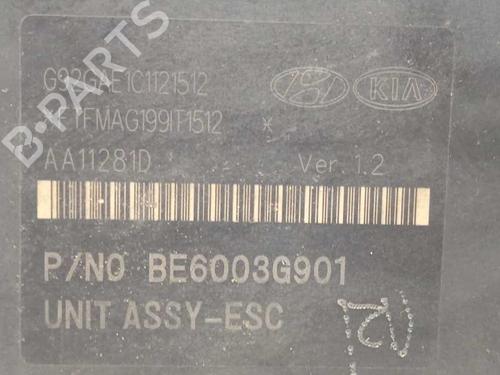 B-PARTS
G92GAE1C1121512
KIA
AA11281D Ver 1.2
P/NO BE6003G901
UNIT ASSY-ESC